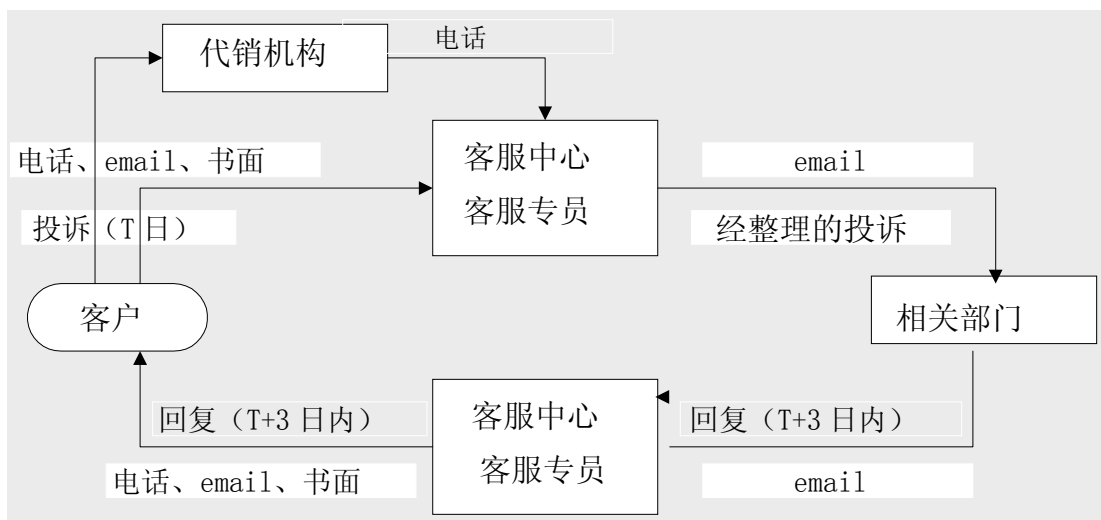 代销机构
电话
客服中心
客服专员
电话、email、书面
email
投诉（T日）
经整理的投诉
客户
相关部门
客服中心
客服专员
回复（T+3 日内）
回复（T+3 日内）
电话、email、书面
email